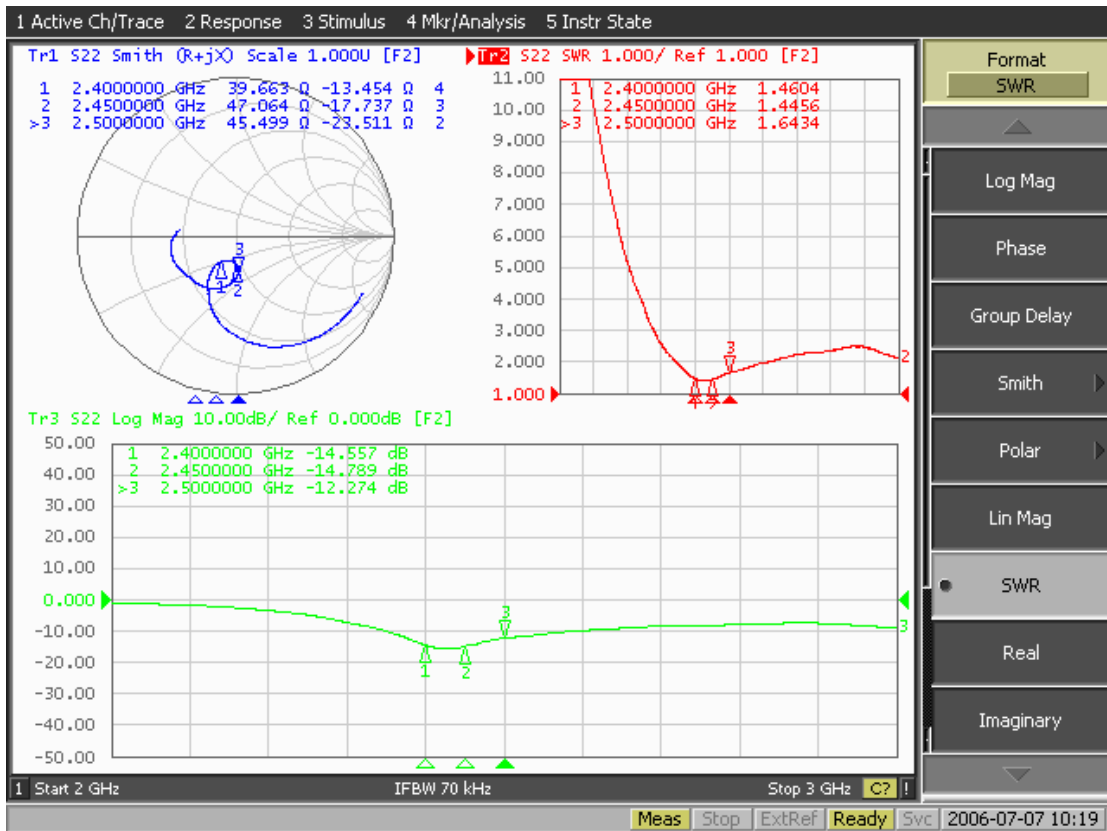 1 Active Ch/Trace 2 Response 3 Stimulus 4 Mkr/Analysis 5 Instr State
Tr1 S22 Smith (R+jX) Scale 1.000U [F2]
1 2.4000000 GHz 39.663 Ω -13.454 Ω 4
2 2.4500000 GHz 47.064 Ω -17.737 Ω 3
>3 2.5000000 GHz 45.499 Ω -23.511 Ω 2
3
1
2
Tr2 S22 SWR 1.000/ Ref 1.000 [F2]
11.00
10.00
9.000
8.000
7.000
6.000
5.000
4.000
3.000
2.000
1.000
1 2.4000000 GHz 1.4604
2 2.4500000 GHz 1.4456
>3 2.5000000 GHz 1.6434
3
2
Tr3 S22 Log Mag 10.00dB/ Ref 0.000dB [F2]
50.00
40.00
30.00
20.00
10.00
0.000
-10.00
-20.00
-30.00
-40.00
-50.00
1 2.4000000 GHz -14.557 dB
2 2.4500000 GHz -14.789 dB
>3 2.5000000 GHz -12.274 dB
3
1
2
3
1 Start 2 GHz IFBW 70 kHz Stop 3 GHz C? !
Format
SWR
Log Mag
Phase
Group Delay
Smith
Polar
Lin Mag
SWR
Real
Imaginary
Meas Stop ExtRef Ready Svc 2006-07-07 10:19